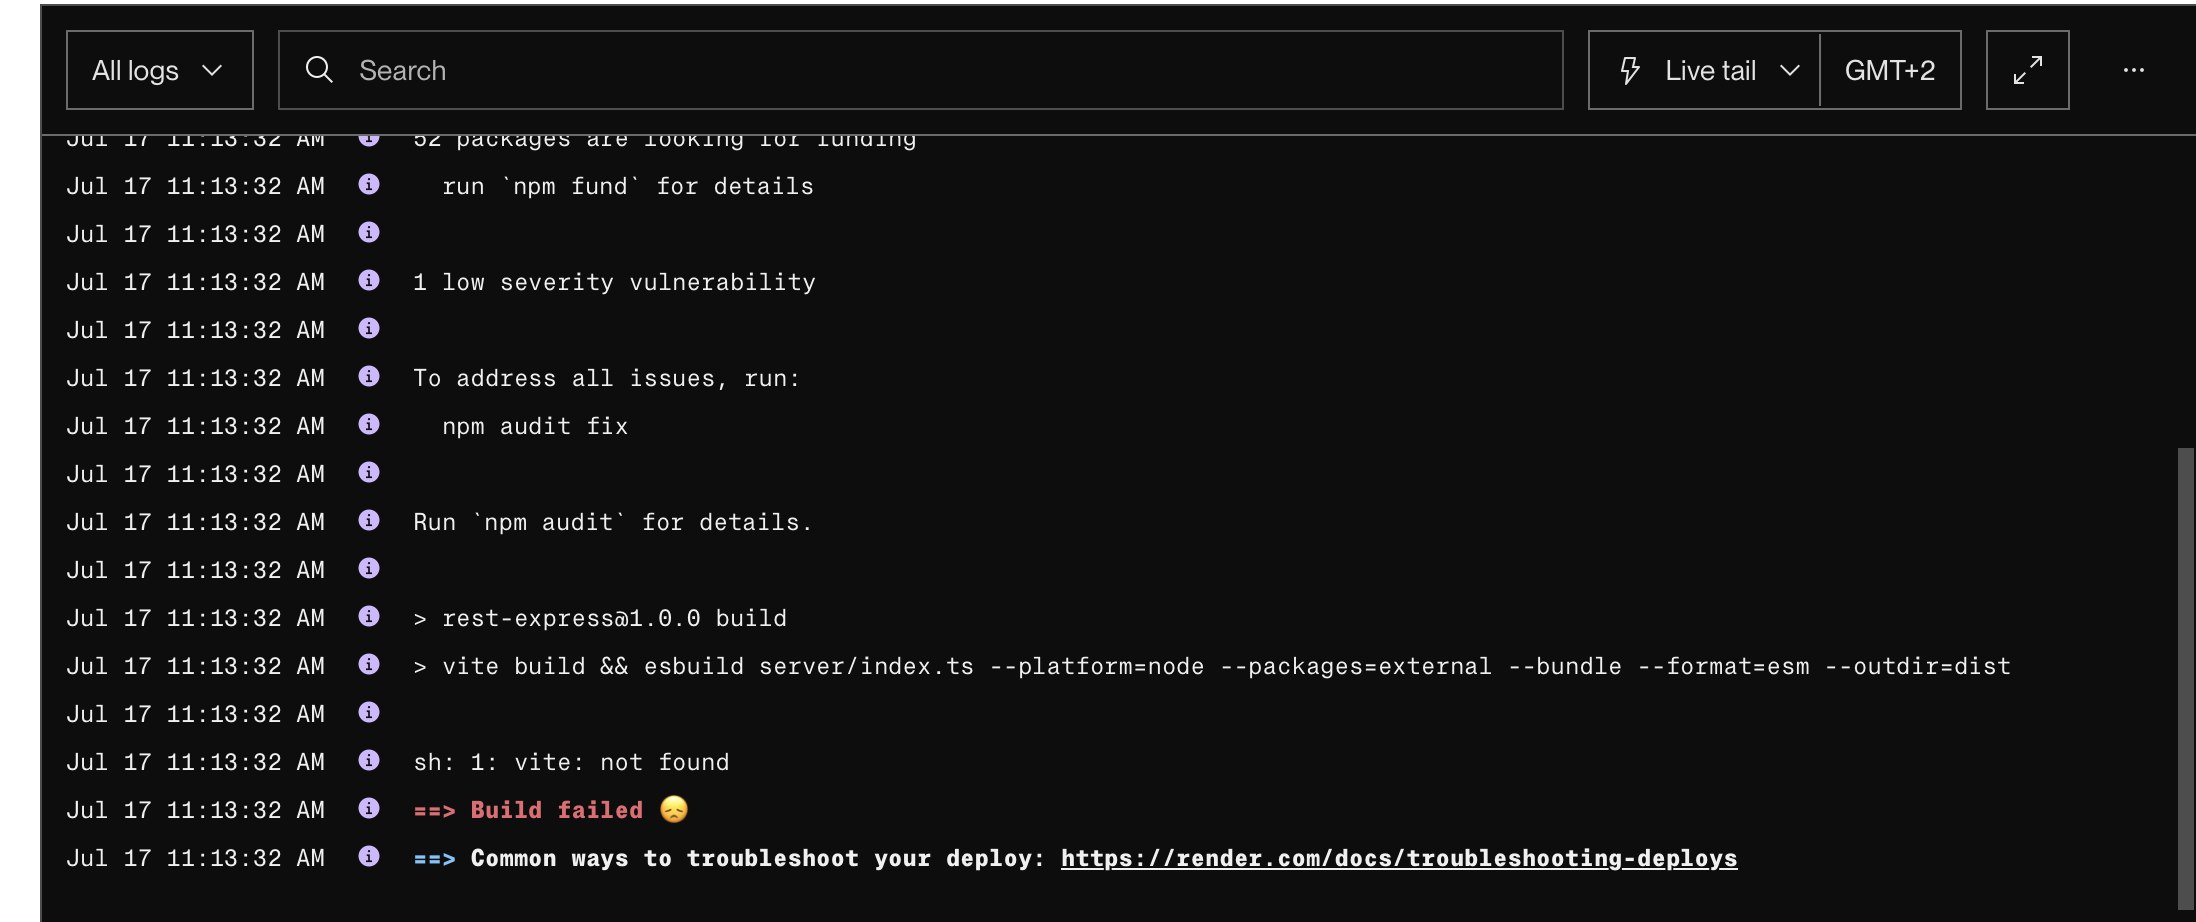 All logs
Search
Live tail
GMT+2
Jul 17 11:13:32 AM 52 packages are looking for funding
Jul 17 11:13:32 AM run `npm fund` for details
Jul 17 11:13:32 AM
Jul 17 11:13:32 AM 1 low severity vulnerability
Jul 17 11:13:32 AM
Jul 17 11:13:32 AM To address all issues, run:
Jul 17 11:13:32 AM npm audit fix
Jul 17 11:13:32 AM
Jul 17 11:13:32 AM Run `npm audit` for details.
Jul 17 11:13:32 AM
Jul 17 11:13:32 AM > rest-express@1.0.0 build
Jul 17 11:13:32 AM > vite build && esbuild server/index.ts --platform=node --packages=external --bundle --format=esm --outdir=dist
Jul 17 11:13:32 AM
Jul 17 11:13:32 AM sh: 1: vite: not found
Jul 17 11:13:32 AM ==> Build failed 😞
Jul 17 11:13:32 AM ==> Common ways to troubleshoot your deploy: https://render.com/docs/troubleshooting-deploys